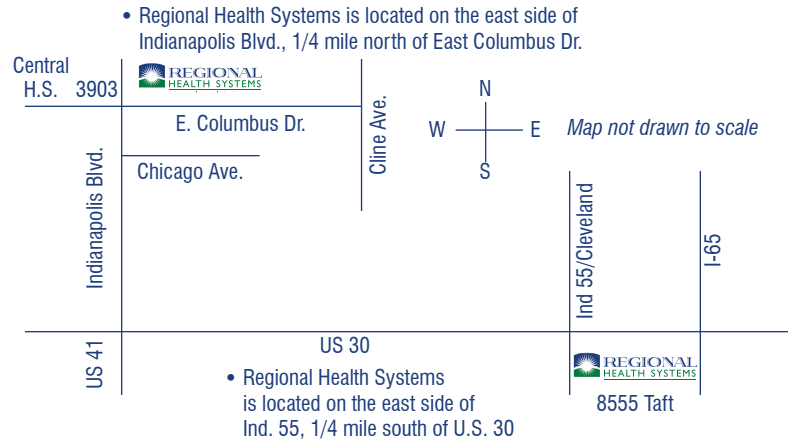 • Regional Health Systems is located on the east side of
Indianapolis Blvd., 1/4 mile north of East Columbus Dr.
Central
H.S. 3903
REGIONAL
HEALTH SYSTEMS
E. Columbus Dr.
Cline Ave.
N
W
E
S
Map not drawn to scale
Chicago Ave.
Indianapolis Blvd.
Ind 55/Cleveland
I-65
US 41
US 30
REGIONAL
HEALTH SYSTEMS
8555 Taft
• Regional Health Systems
is located on the east side of
Ind. 55, 1/4 mile south of U.S. 30